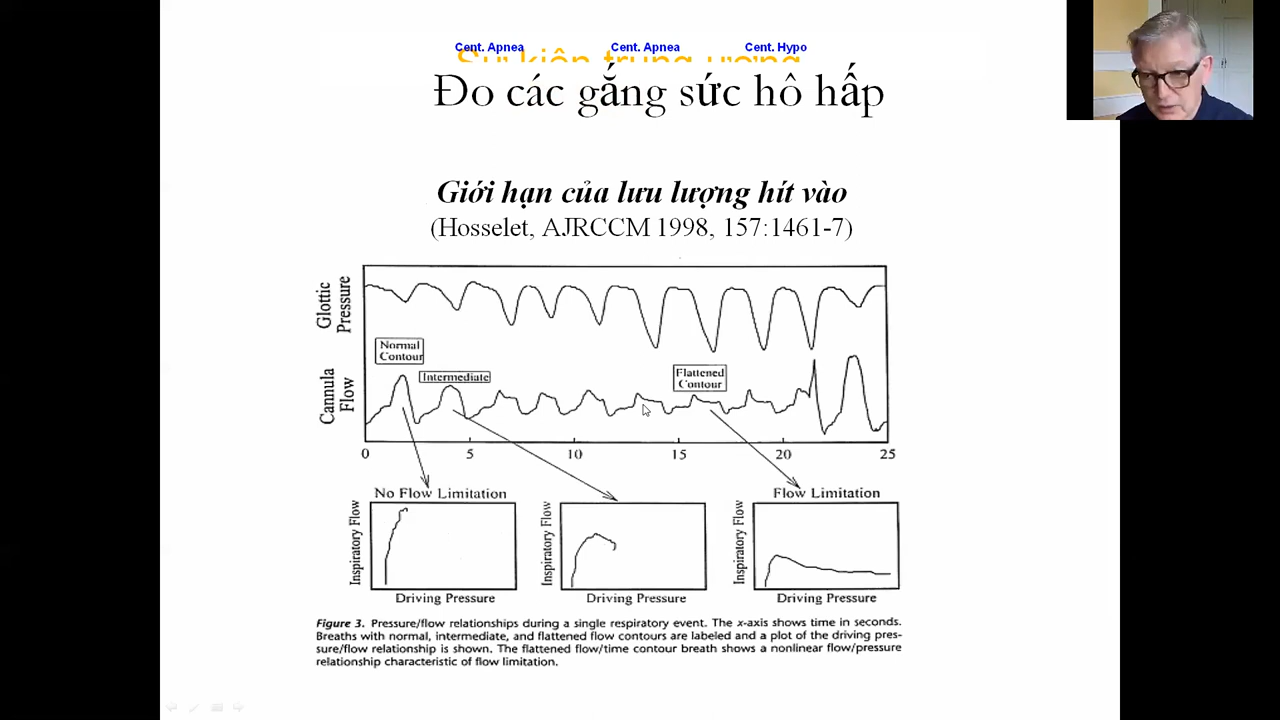 Cent. Apnea Cent. Apnea Cent. Hypo
Sự kiện trung ương
Đo các gắng sức hô hấp
Giới hạn của lưu lượng hít vào
(Hosselet, AJRCCM 1998, 157:1461-7)
Glottic
Pressure
Normal
Contour
Intermediate
Flattened
Contour
Cannula
Flow
0 5 10 15 20 25
No Flow Limitation
Flow Limitation
Inspiratory Flow
Inspiratory Flow
Inspiratory Flow
Driving Pressure
Driving Pressure
Driving Pressure
Figure 3. Pressure/flow relationships during a single respiratory event. The x-axis shows time in seconds.
Breaths with normal, intermediate, and flattened flow contours are labeled and a plot of the driving pres-
sure/flow relationship is shown. The flattened flow/time contour breath shows a nonlinear flow/pressure
relationship characteristic of flow limitation.